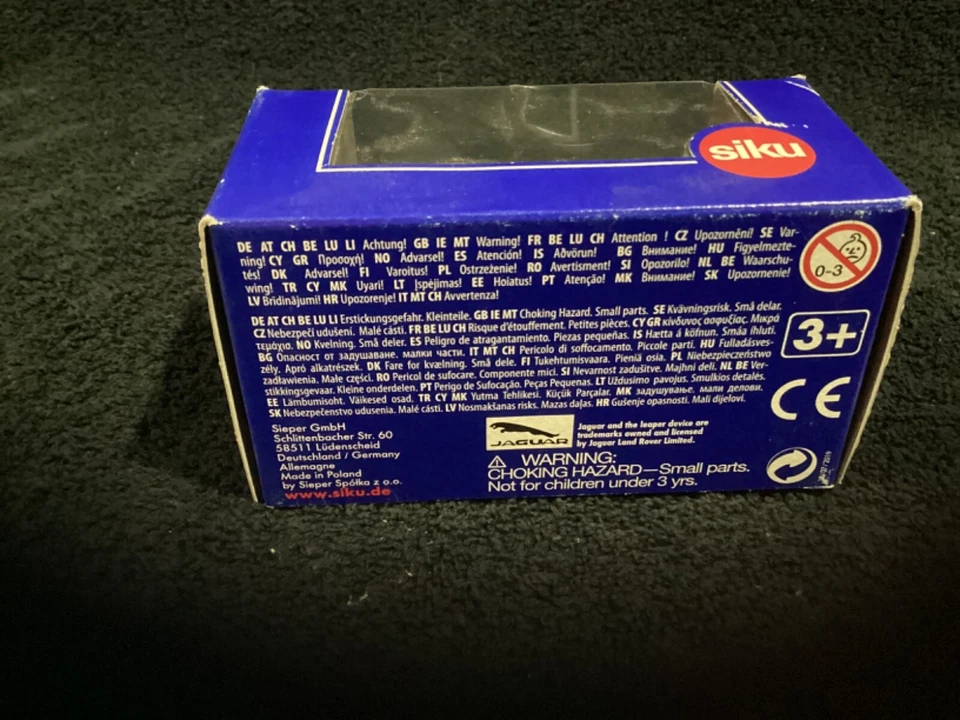 siku
DE AT CH BE LU LI Achtung! GB IE MT Warning! FR BE LU CH Attention ! CZ Upozornění! SE Var-
ning! CY GR Προσοχή! NO Advarsel! ES Atención! IS Aðvörun! BG Внимание! HU Figyelmezte-
tés! DK Advarsel! FI Varoitus! PL Ostrzeżenie! RO Avertisment! SI Opozorilo! NL BE Waarschu-
wing! TR CY MK Uyari! LT Įspėjimas! EE Hoiatus! PT Atenção! MK Внимание! SK Upozornenie!
LV Brīdinājumi! HR Upozorenje! IT MT CH Avvertenza!
0-3
DE AT CH BE LU LI Erstickungsgefahr. Kleinteile. GB IE MT Choking Hazard. Small parts. SE Kvävningsrisk. Små delar.
CZ Nebezpečí udušení. Malé cásti. FR BE LU CH Risque d'étouffement. Petites pièces. CY GR κίνδυνος ασφυξίας. Μικρά
τεμάχια. NO Kvelning. Små deler. ES Peligro de atragantamiento. Piezas pequeñas. IS Hætta á köfnun. Smáa íhluti.
BG Опасност от задушаване. малки части. IT MT CH Pericolo di soffocamento. Piccole parti. HU Fulladásves-
zély. Apró alkatrészek. DK Fare for kvælning. Små dele. FI Tukehtumisvaara. Pieniä osia. PL Niebezpieczeństwo
zadławienia. Małe części. RO Pericol de sufocare. Componente mici. SI Nevarnost zadušitve. Majhni deli. NL BE Ver-
stikkingsgevaar. Kleine onderdelen. PT Perigo de Sufocação. Peças Pequenas. LT Uždusimo pavojus. Smulkios detalės.
EE Lämbumisoht. Väikesed osad. TR CY MK Yutma Tehlikesi. Küçük Parçalar. MK задушување. мали делови.
SK Nebezpečenstvo udusenia. Malé cásti. LV Nosmakšanas risks. Mazas daļas. HR Gušenje opasnosti. Mali dijelovi.
3+
CE
Sieper GmbH
Schlittenbacher Str. 60
58511 Lüdenscheid
Deutschland / Germany
Allemagne
Made in Poland
by Sieper Spółka z o.o.
www.siku.de
JAGUAR
Jaguar and the leaper device are
trademarks owned and licensed
by Jaguar Land Rover Limited.
WARNING:
CHOKING HAZARD—Small parts.
Not for children under 3 yrs.